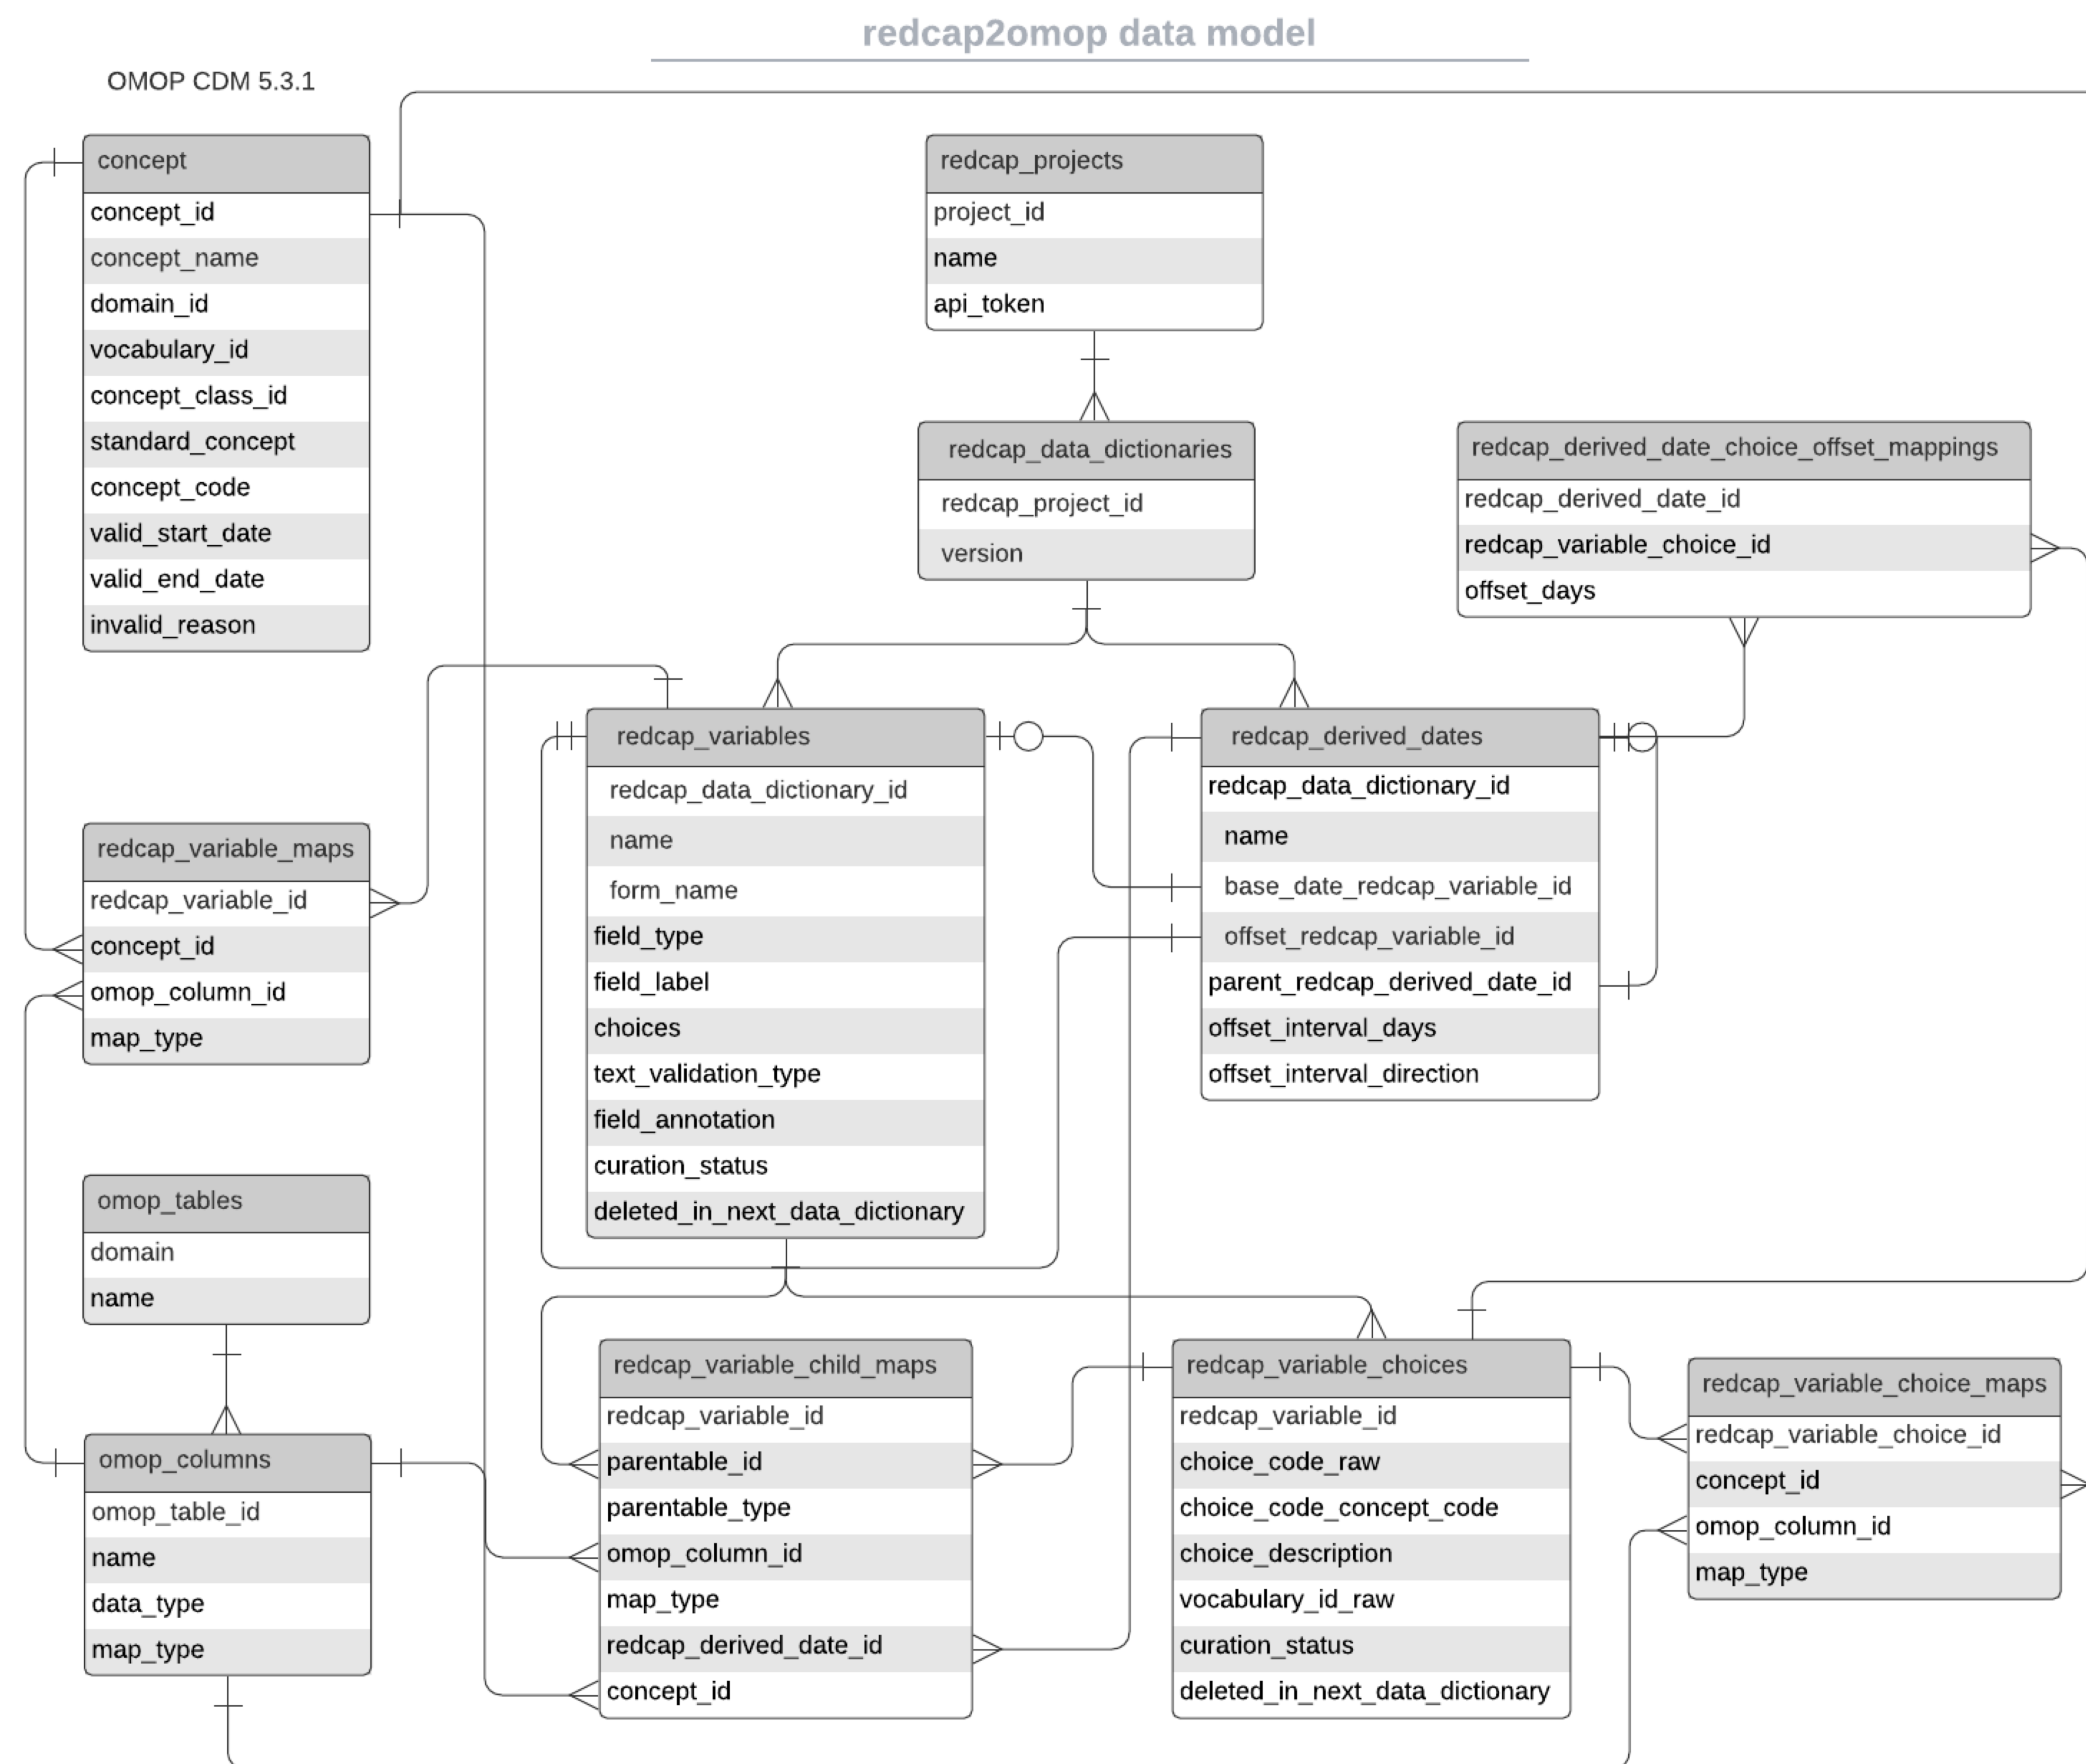 redcap2omop data model
OMOP CDM 5.3.1
concept
concept_id
concept_name
domain_id
vocabulary_id
concept_class_id
standard_concept
concept_code
valid_start_date
valid_end_date
invalid_reason
redcap_projects
project_id
name
api_token
redcap_data_dictionaries
redcap_project_id
version
redcap_derived_date_choice_offset_mappings
redcap_derived_date_id
redcap_variable_choice_id
offset_days
redcap_variable_maps
redcap_variable_id
concept_id
omop_column_id
map_type
redcap_variables
redcap_data_dictionary_id
name
form_name
field_type
field_label
choices
text_validation_type
field_annotation
curation_status
deleted_in_next_data_dictionary
redcap_derived_dates
redcap_data_dictionary_id
name
base_date_redcap_variable_id
offset_redcap_variable_id
parent_redcap_derived_date_id
offset_interval_days
offset_interval_direction
omop_tables
domain
name
omop_columns
omop_table_id
name
data_type
map_type
redcap_variable_child_maps
redcap_variable_id
parentable_id
parentable_type
omop_column_id
map_type
redcap_derived_date_id
concept_id
redcap_variable_choices
redcap_variable_id
choice_code_raw
choice_code_concept_code
choice_description
vocabulary_id_raw
curation_status
deleted_in_next_data_dictionary
redcap_variable_choice_maps
redcap_variable_choice_id
concept_id
omop_column_id
map_type